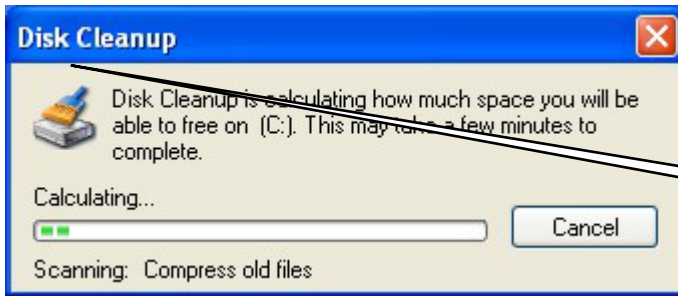 Disk Cleanup
Disk Cleanup is calculating how much space you will be
able to free on (C:). This may take a few minutes to
complete.
Calculating...
Cancel
Scanning: Compress old files